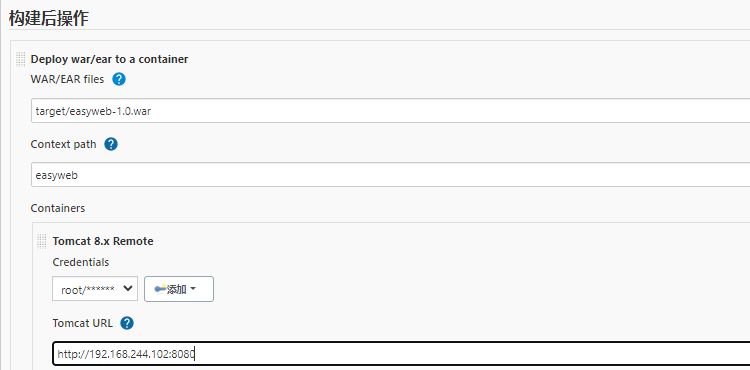 构建后操作
Deploy war/ear to a container
WAR/EAR files ?
target/easyweb-1.0.war
Context path ?
easyweb
Containers
Tomcat 8.x Remote
Credentials
root/****** 添加
Tomcat URL ?
http://192.168.244.102:8080